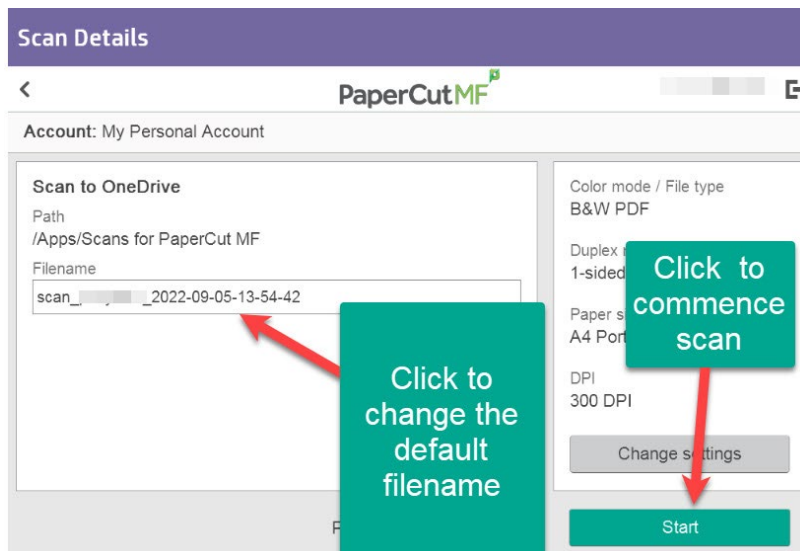 Scan Details
PaperCutMF
Account: My Personal Account
Scan to OneDrive
Path
/Apps/Scans for PaperCut MF
Filename
scan_ _2022-09-05-13-54-42
Click to
change the
default
filename
Color mode / File type
B&W PDF
Duplex
1-sided
Paper
A4
DPI
300 DPI
Click to
commence
scan
Change settings
Start